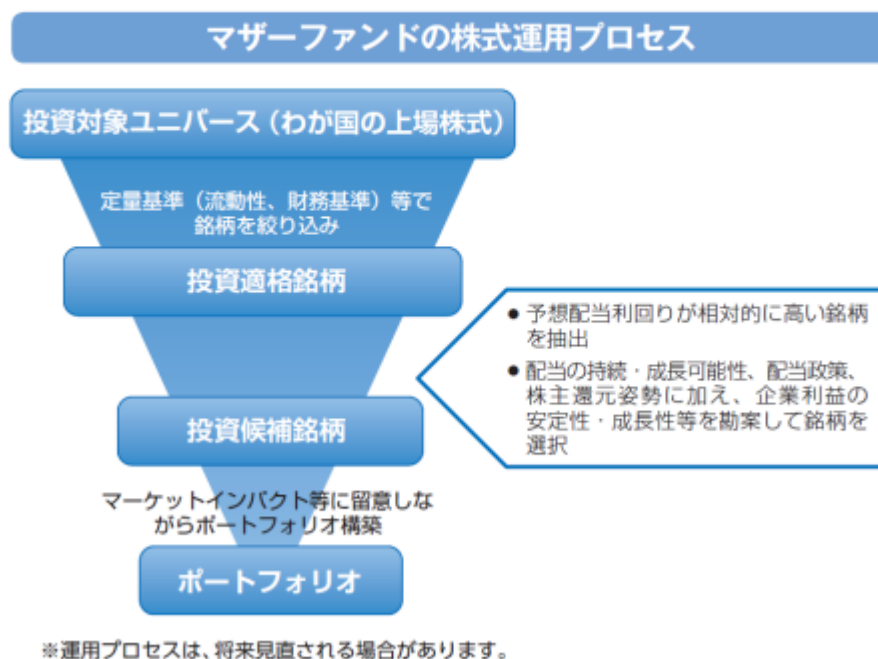 マザーファンドの株式運用プロセス
投資対象ユニバース（わが国の上場株式）
定量基準（流動性、財務基準）等で
銘柄を絞り込み
投資適格銘柄
● 予想配当利回りが相対的に高い銘柄
を抽出
● 配当の持続・成長可能性、配当政策、
株主還元姿勢に加え、企業利益の
安定性・成長性等を勘案して銘柄を
選択
投資候補銘柄
マーケットインパクト等に留意しな
がらポートフォリオ構築
ポートフォリオ
※運用プロセスは、将来見直される場合があります。